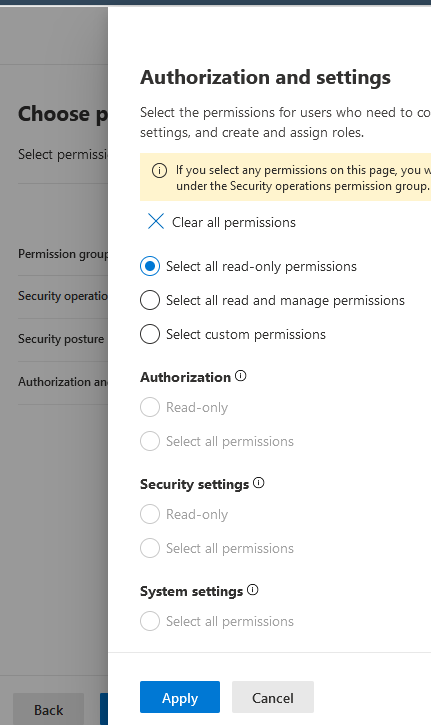 Choose p
Select permissi
Permission group
Security operatio
Security posture
Authorization an
Back
Authorization and settings
Select the permissions for users who need to co
settings, and create and assign roles.
If you select any permissions on this page, you w
under the Security operations permission group.
Clear all permissions
Select all read-only permissions
Select all read and manage permissions
Select custom permissions
Authorization
Read-only
Select all permissions
Security settings
Read-only
Select all permissions
System settings
Select all permissions
Apply
Cancel